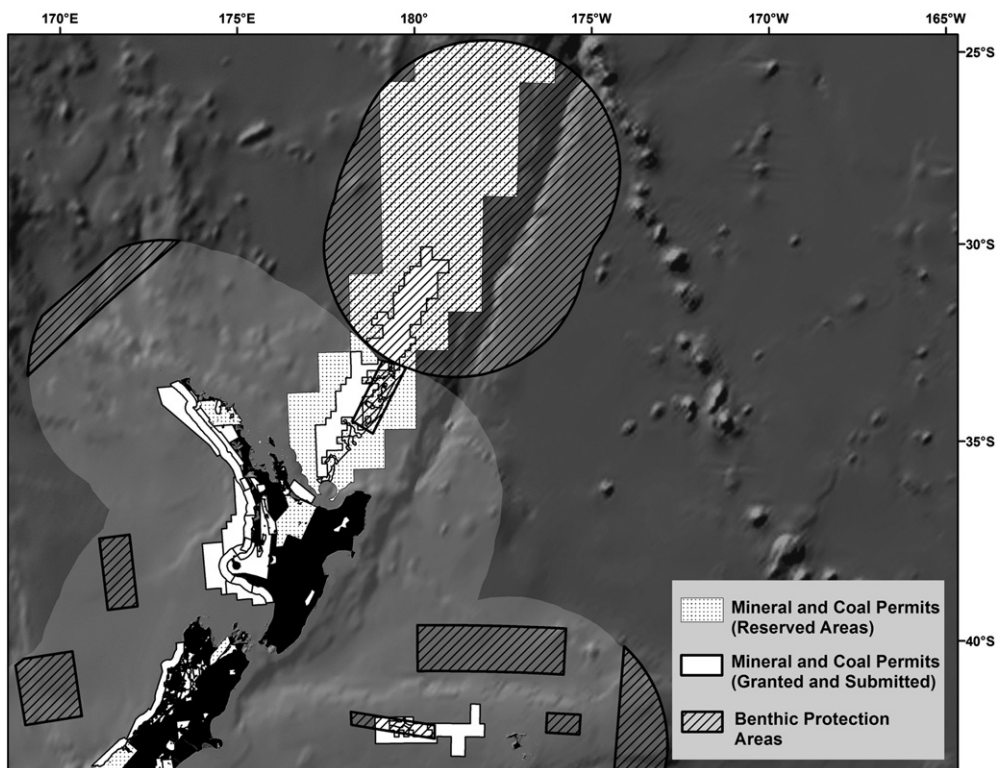 170°E 175°E 180° 175°W 170°W 165°W
25°S
30°S
35°S
40°S
Mineral and Coal Permits
(Reserved Areas)
Mineral and Coal Permits
(Granted and Submitted)
Benthic Protection
Areas